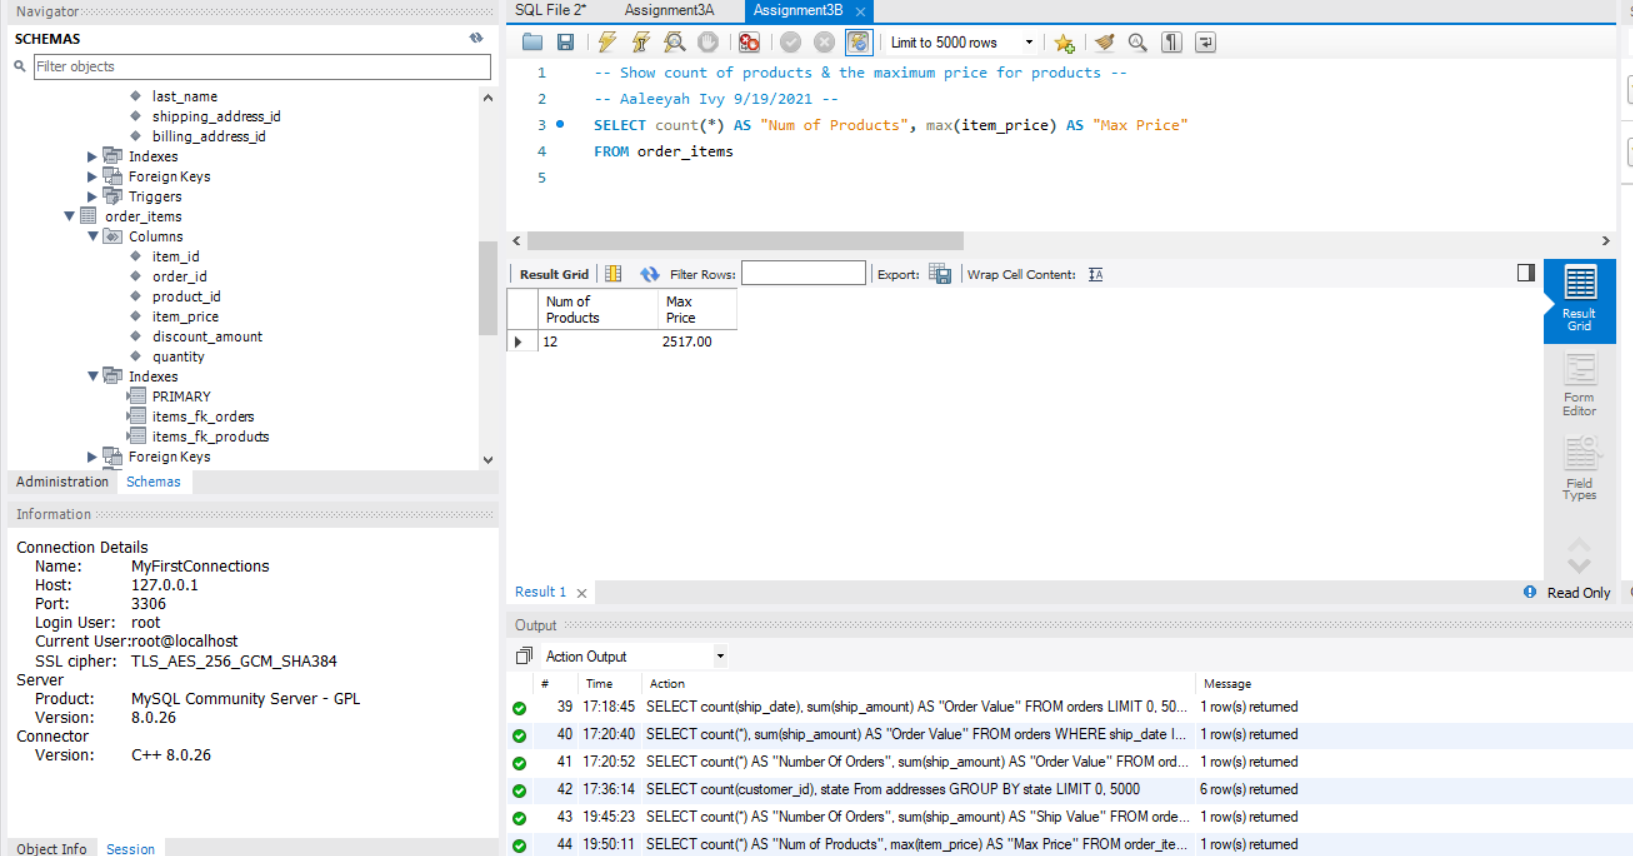 Navigator
SCHEMAS
Filter objects
last_name
shipping_address_id
billing_address_id
Indexes
Foreign Keys
Triggers
order_items
Columns
item_id
order_id
product_id
item_price
discount_amount
quantity
Indexes
PRIMARY
items_fk_orders
items_fk_products
Foreign Keys
Administration Schemas
Information
Connection Details
Name: MyFirstConnections
Host: 127.0.0.1
Port: 3306
Login User: root
Current User:root@localhost
SSL cipher: TLS_AES_256_GCM_SHA384
Server
Product: MySQL Community Server - GPL
Version: 8.0.26
Connector
Version: C++ 8.0.26
Object Info Session
SQL File 2* Assignment3A Assignment3B
Limit to 5000 rows
1 -- Show count of products & the maximum price for products --
2 -- Aaleeyah Ivy 9/19/2021 --
3 SELECT count(*) AS "Num of Products", max(item_price) AS "Max Price"
4 FROM order_items
5
Result Grid Filter Rows: Export: Wrap Cell Content:
Num of Products Max Price
12 2517.00
Result Grid
Form Editor
Field Types
Result 1 Read Only
Output
Action Output
# Time Action Message
39 17:18:45 SELECT count(ship_date), sum(ship_amount) AS "Order Value" FROM orders LIMIT 0, 50... 1 row(s) returned
40 17:20:40 SELECT count(*), sum(ship_amount) AS "Order Value" FROM orders WHERE ship_date I... 1 row(s) returned
41 17:20:52 SELECT count(*) AS "Number Of Orders", sum(ship_amount) AS "Order Value" FROM ord... 1 row(s) returned
42 17:36:14 SELECT count(customer_id), state From addresses GROUP BY state LIMIT 0, 5000 6 row(s) returned
43 19:45:23 SELECT count(*) AS "Number Of Orders", sum(ship_amount) AS "Ship Value" FROM orde... 1 row(s) returned
44 19:50:11 SELECT count(*) AS "Num of Products", max(item_price) AS "Max Price" FROM order_ite... 1 row(s) returned